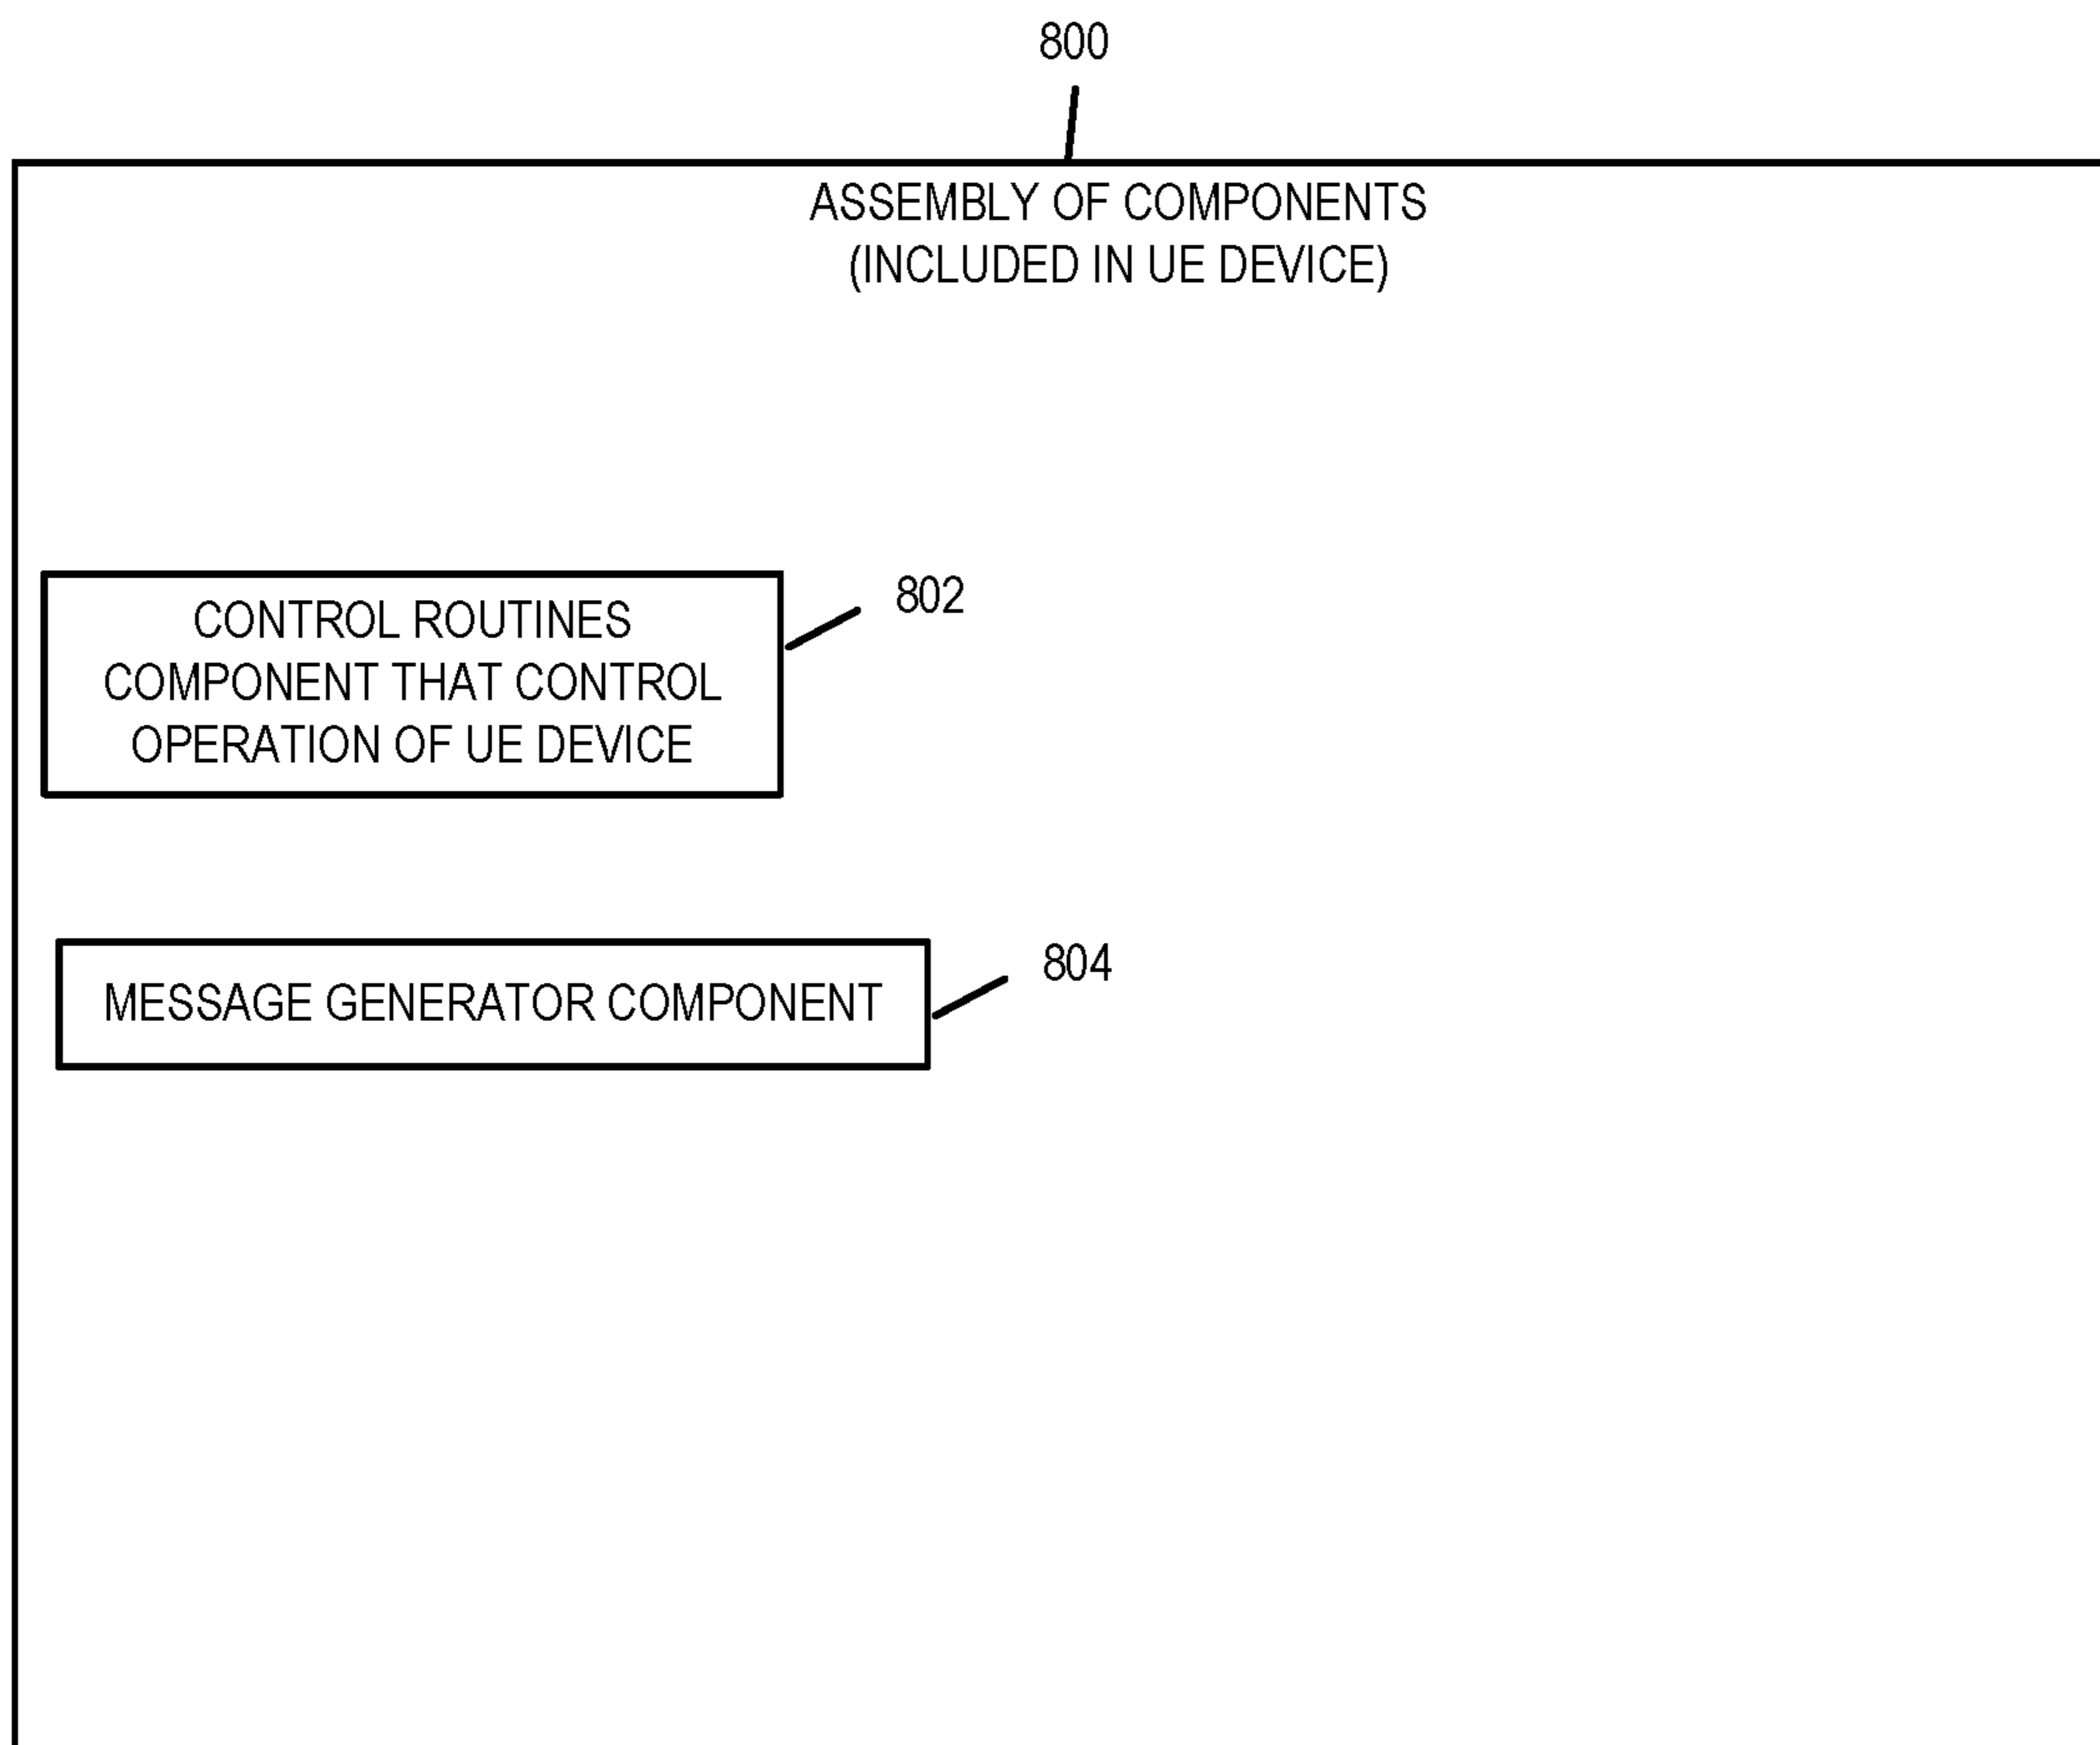 800
ASSEMBLY OF COMPONENTS
(INCLUDED IN UE DEVICE)
CONTROL ROUTINES
COMPONENT THAT CONTROL
OPERATION OF UE DEVICE
802
MESSAGE GENERATOR COMPONENT
804